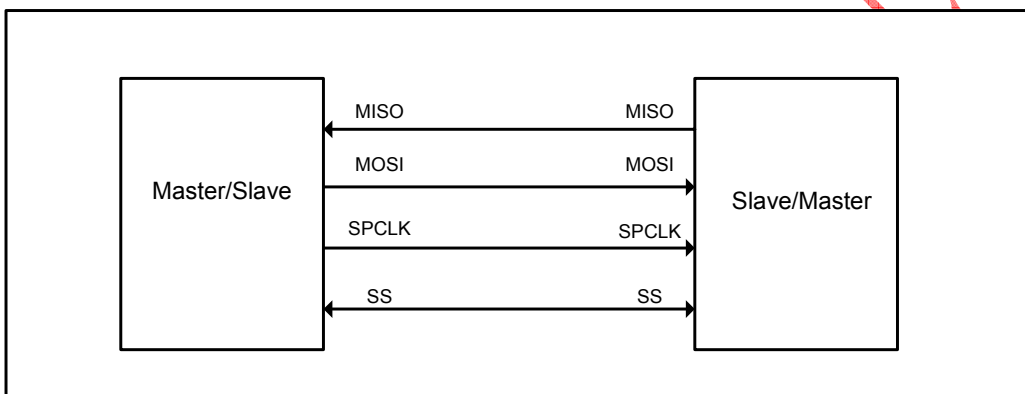 MISO MISO
MOSI MOSI
Master/Slave Slave/Master
SPCLK SPCLK
SS SS